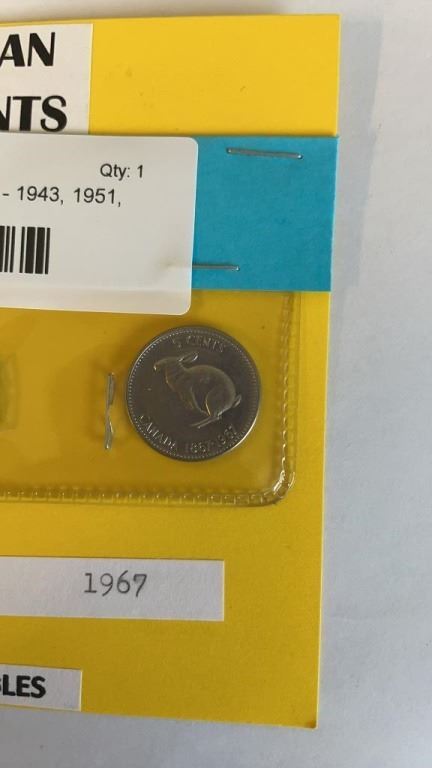 AN
NTS
Qty: 1
- 1943, 1951,
5 CENTS
CANADA 1867-1967
1967
BLES